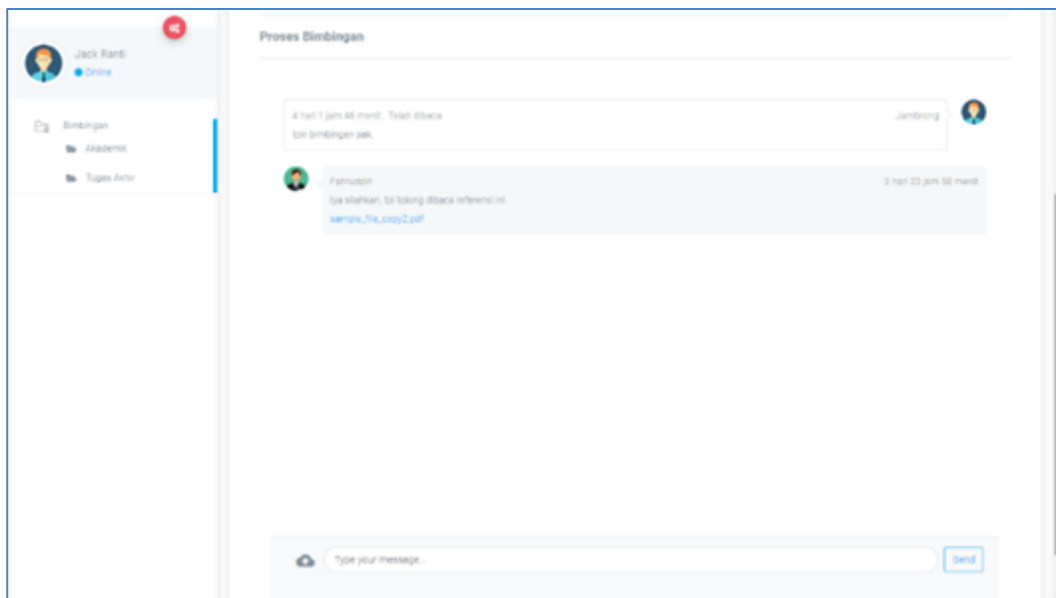 Jack Ranti
Online
Bimbingan
Akademik
Tugas Akhir
Proses Bimbingan
4 hari 1 jam 46 menit . Telah dibaca
Jambrong
Izin bimbingan pak.
Fahruddin
3 hari 23 jam 58 menit
Iya silahkan, tpi tolong dibaca referensi ini.
sample_file_copy2.pdf
Type your message...
Send